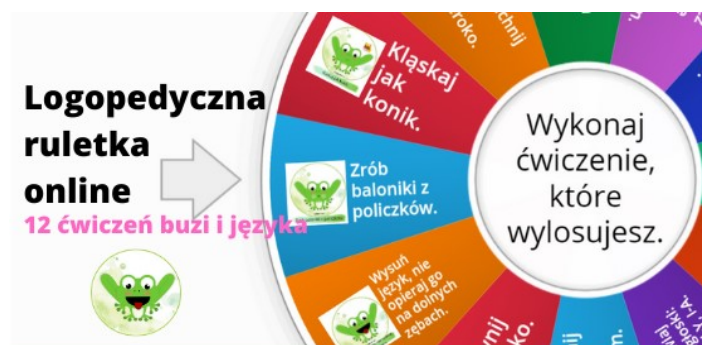 Logopedyczna
ruletka
online
12 ćwiczeń buzi i języka
Kląskaj
jak
konik.
Zrób
baloniki z
policzków.
Wysuń
język, nie
opieraj go
na dolnych
zębach.
Wykonaj
ćwiczenie,
które
wylosujesz.